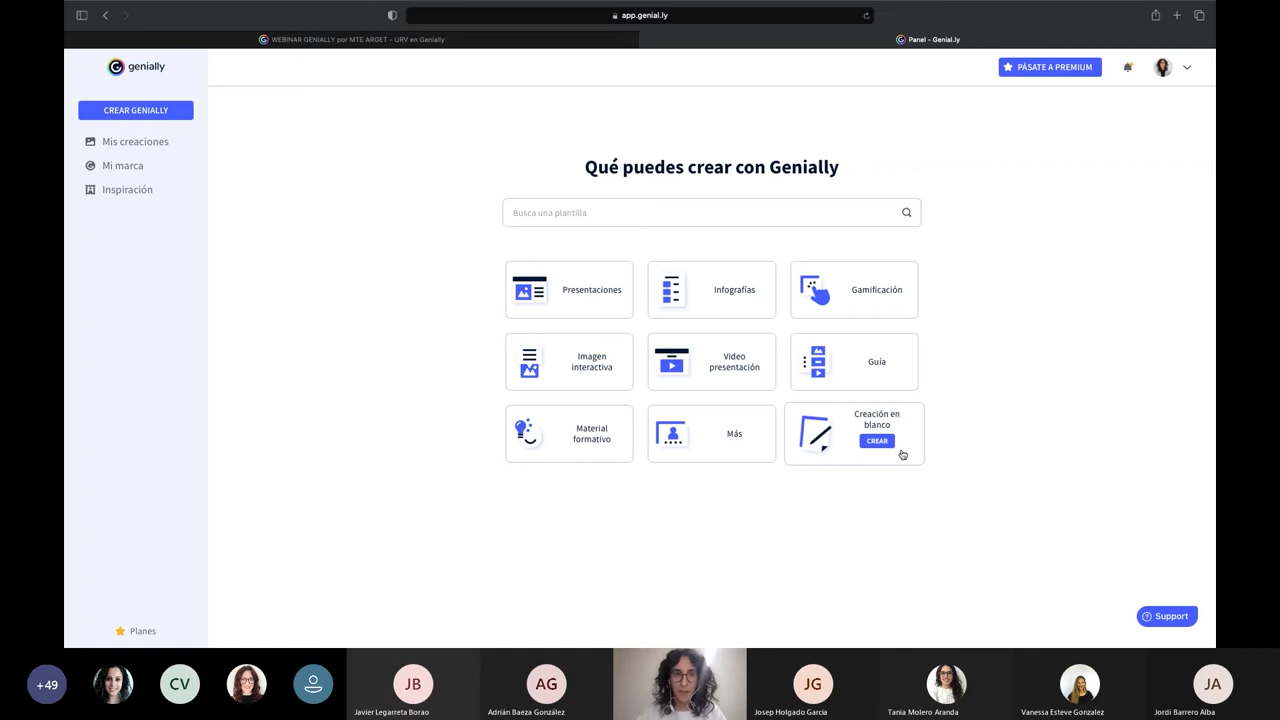 app.genial.ly
WEBINAR GENIALLY por MTE ARGET - URV en Genially
Panel - Genial.ly
genially
PÁSATE A PREMIUM
CREAR GENIALLY
Mis creaciones
Mi marca
Inspiración
Qué puedes crear con Genially
Busca una plantilla
Presentaciones
Infografías
Gamificación
Imagen
interactiva
Video
presentación
Guía
Material
formativo
Más
Creación en
blanco
CREAR
Planes
Support
+49
CV
JB
AG
JG
JA
Javier Legarreta Borao
Adrián Baeza González
Josep Holgado Garcia
Tania Molero Aranda
Vanessa Esteve Gonzalez
Jordi Barrero Alba